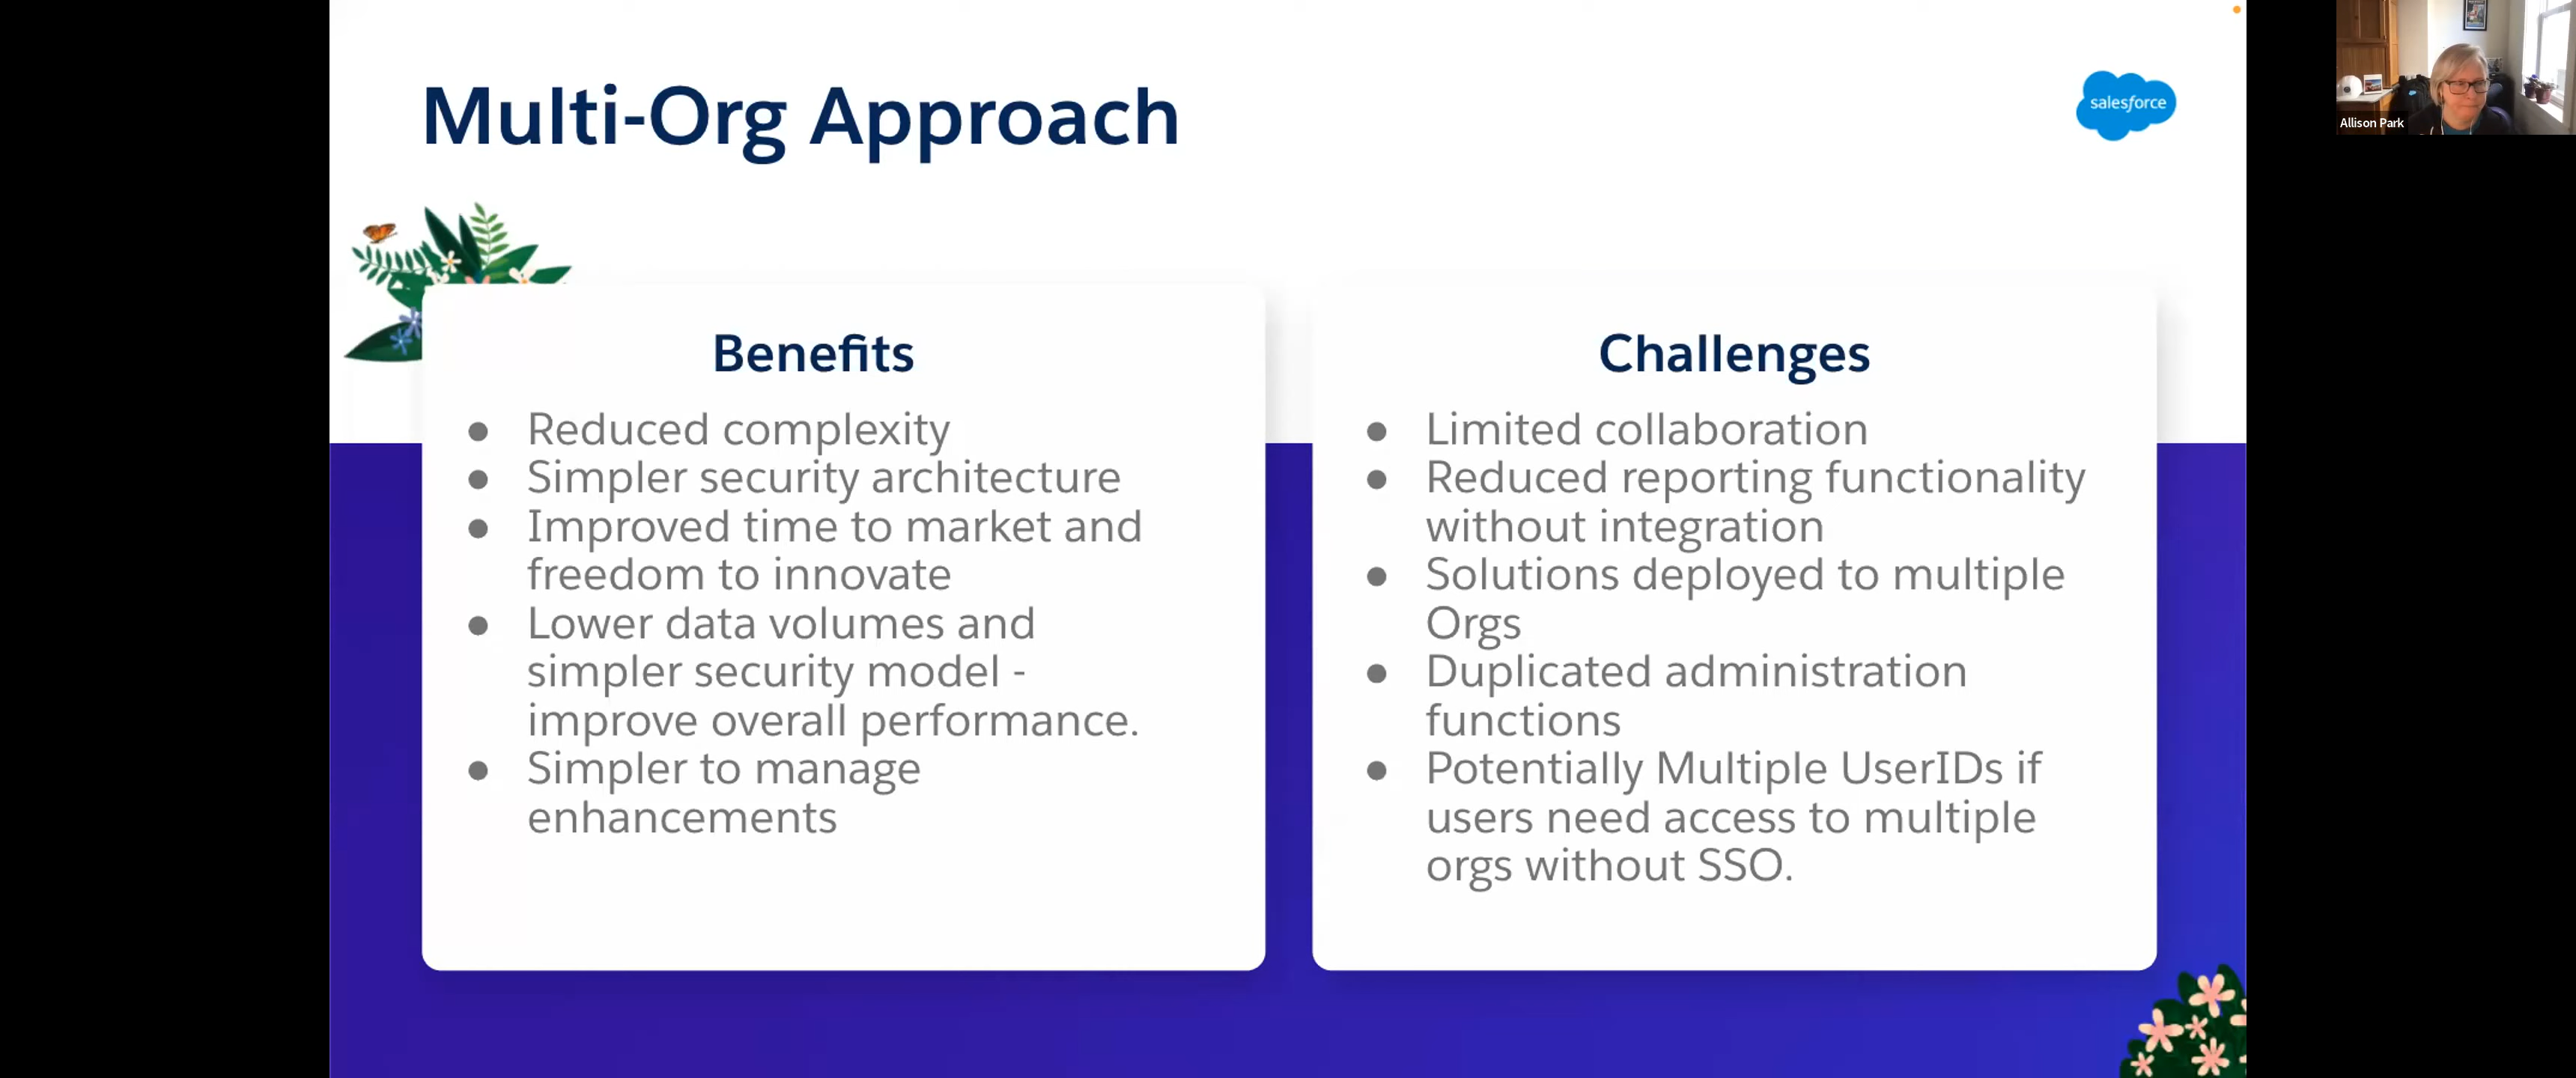 Multi-Org Approach
salesforce
Allison Park
Benefits
● Reduced complexity
● Simpler security architecture
● Improved time to market and
freedom to innovate
● Lower data volumes and
simpler security model -
improve overall performance.
● Simpler to manage
enhancements
Challenges
● Limited collaboration
● Reduced reporting functionality
without integration
● Solutions deployed to multiple
Orgs
● Duplicated administration
functions
● Potentially Multiple UserIDs if
users need access to multiple
orgs without SSO.